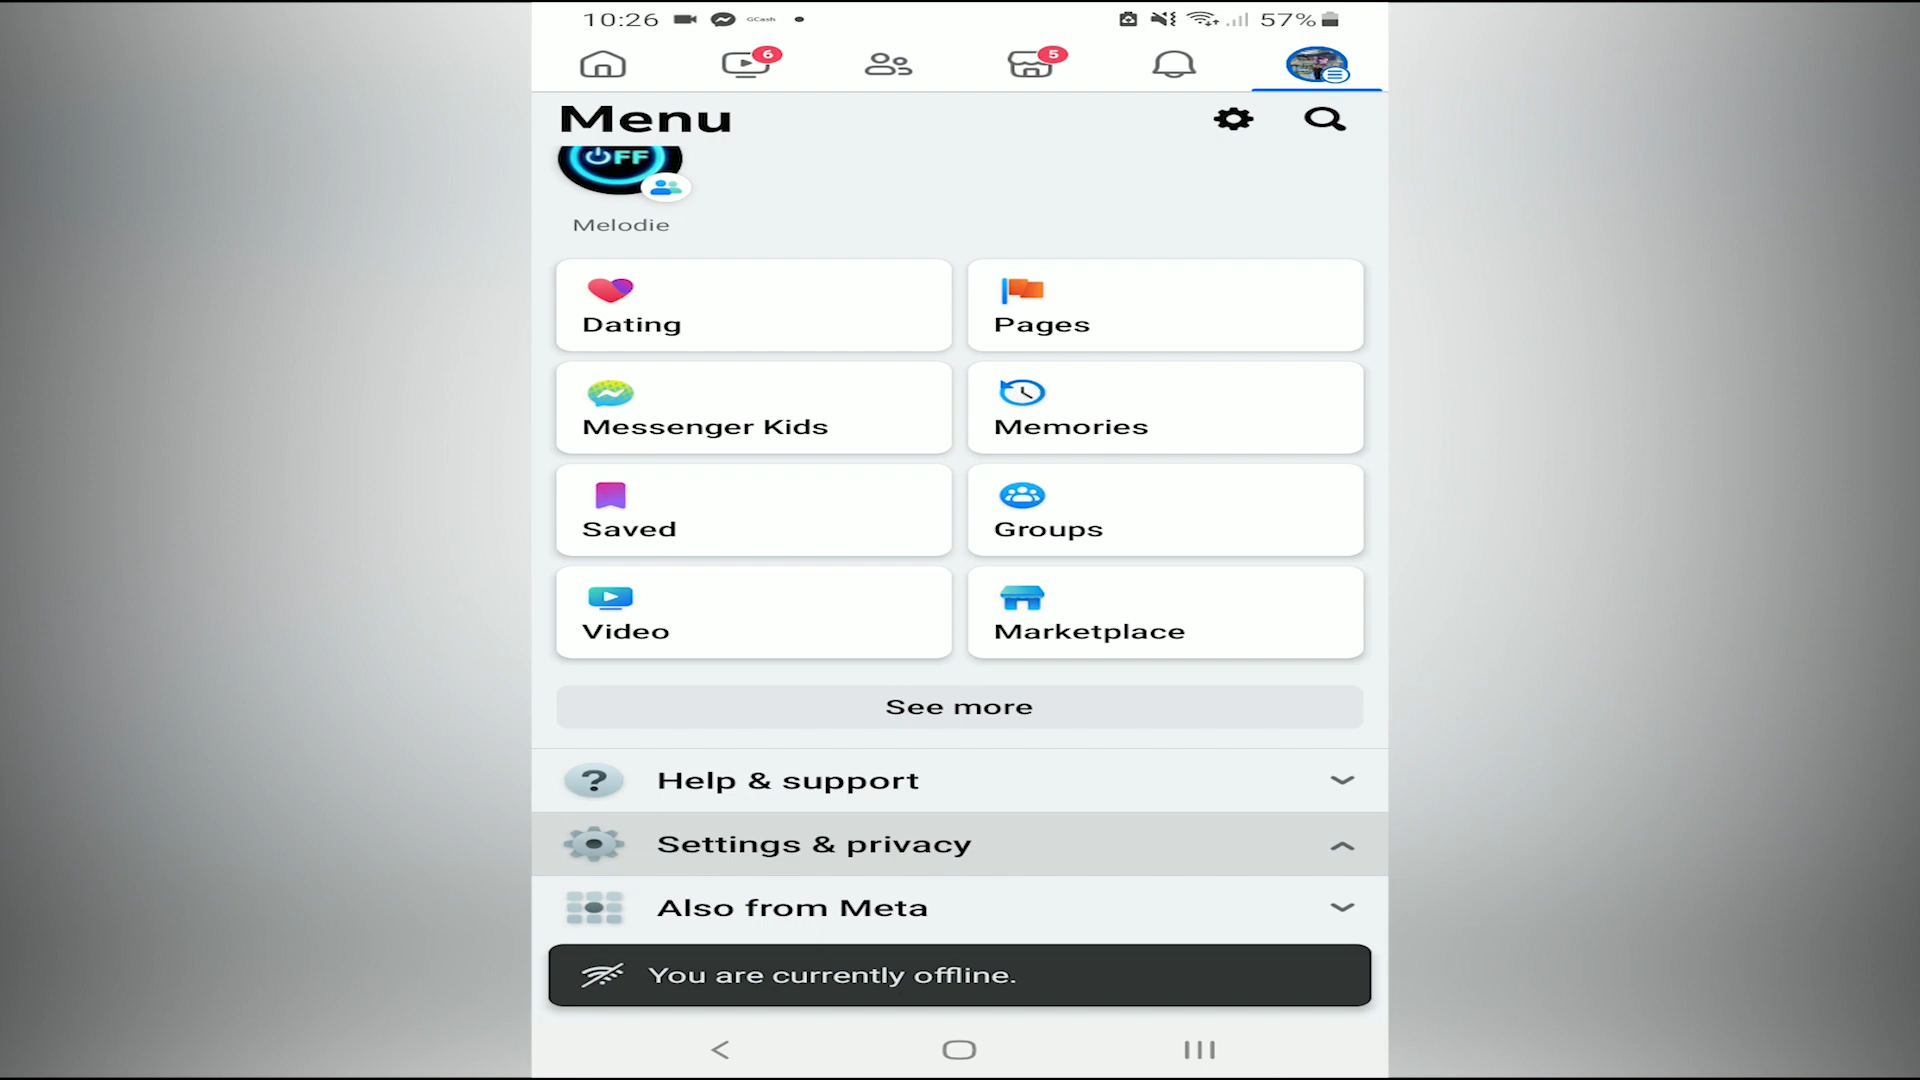 10:26 GCash 57%
6 5
Menu
OFF
Melodie
Dating Pages
Messenger Kids Memories
Saved Groups
Video Marketplace
See more
? Help & support
Settings & privacy
Also from Meta
You are currently offline.